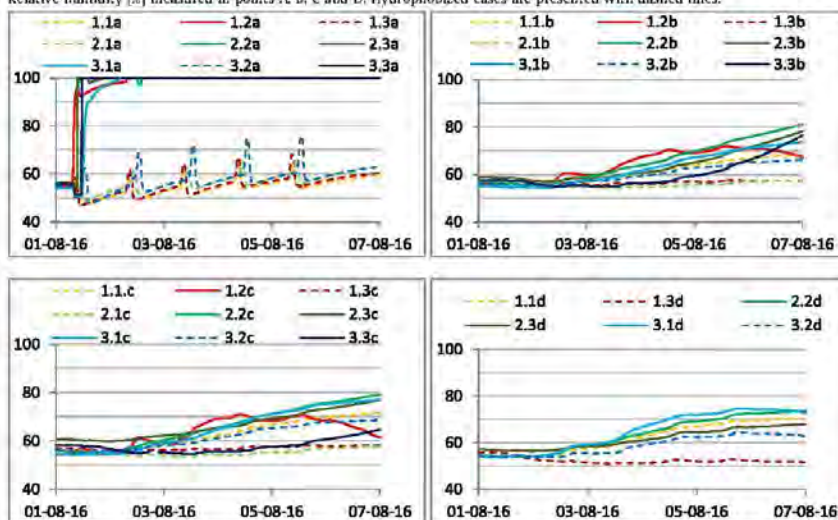 Relative humidity [%] measured in points A, B, C and D. Hydrophobized cases are presented with dashed lines.
1.1a 1.2a 1.3a
2.1a 2.2a 2.3a
3.1a 3.2a 3.3a
100
80
60
40
01-08-16 03-08-16 05-08-16 07-08-16
1.1.b 1.2b 1.3b
2.1b 2.2b 2.3b
3,1b 3.2b 3.3b
100
80
60
40
01-08-16 03-08-16 05-08-16 07-08-16
1.1.c 1.2c 1.3c
2.1c 2.2c 2.3c
3.1c 3.2c 3.3c
100
80
60
40
01-08-16 03-08-16 05-08-16 07-08-16
1.1d 1.3d 2.2d
2.3d 3.1d 3.2d
100
80
60
40
01-08-16 03-08-16 05-08-16 07-08-16